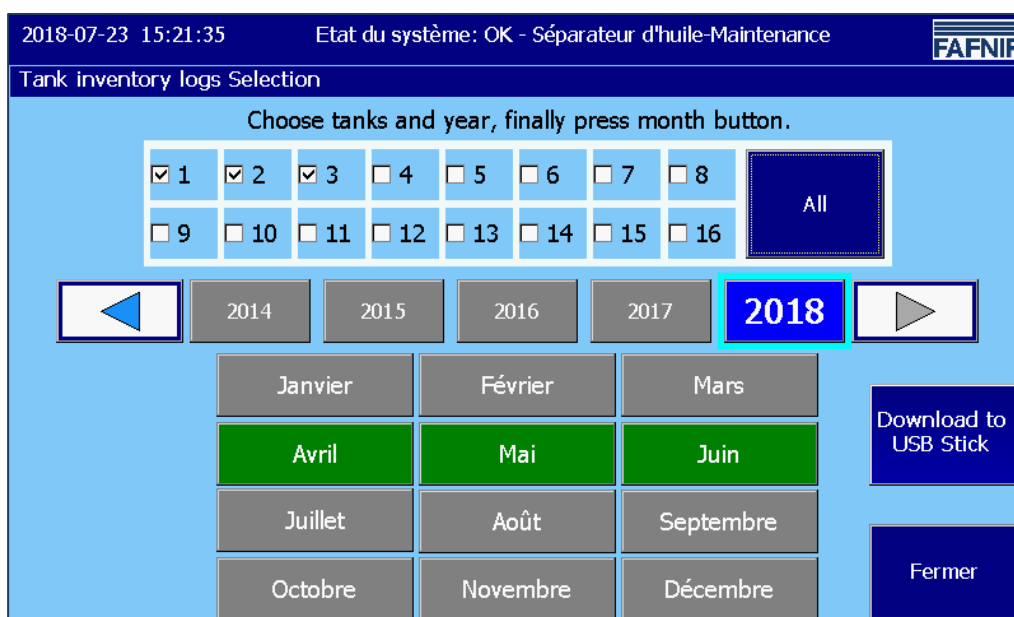 2018-07-23 15:21:35 Etat du système: OK - Séparateur d'huile-Maintenance FAFNIR
Tank inventory logs Selection
Choose tanks and year, finally press month button.
1 2 3 4 5 6 7 8
All
9 10 11 12 13 14 15 16
2014 2015 2016 2017 2018
Janvier Février Mars
Download to
USB Stick
Avril Mai Juin
Juillet Août Septembre
Octobre Novembre Décembre
Fermer